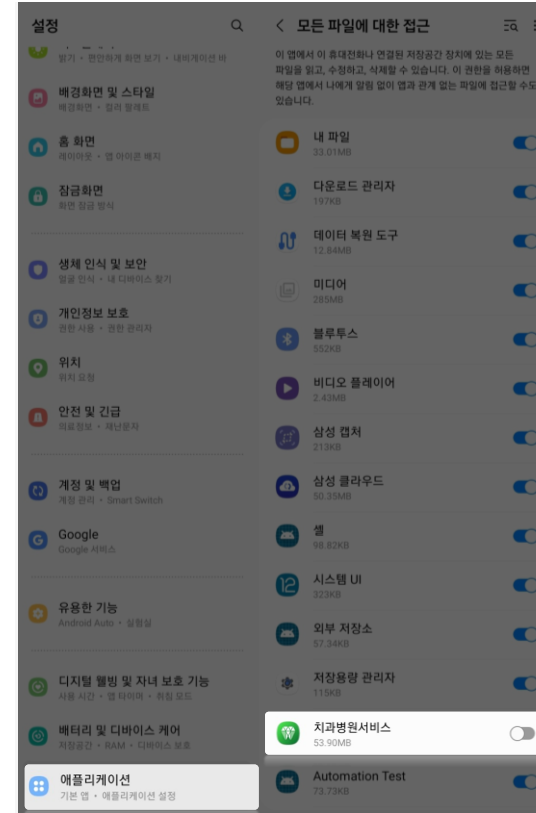 설정
밝기 • 편안하게 화면 보기 • 내비게이션 바
배경화면 및 스타일
배경화면 • 컬러 팔레트
홈 화면
레이아웃 • 앱 아이콘 배지
잠금화면
화면 잠금 방식
생체 인식 및 보안
얼굴 인식 • 내 디바이스 찾기
개인정보 보호
권한 사용 • 권한 관리자
위치
위치 요청
안전 및 긴급
의료정보 • 재난문자
계정 및 백업
계정 관리 • Smart Switch
Google
Google 서비스
유용한 기능
Android Auto • 실험실
디지털 웰빙 및 자녀 보호 기능
사용 시간 • 앱 타이머 • 취침 모드
배터리 및 디바이스 케어
저장공간 • RAM • 디바이스 보호
애플리케이션
기본 앱 • 애플리케이션 설정
모든 파일에 대한 접근
이 앱에서 이 휴대전화나 연결된 저장공간 장치에 있는 모든
파일을 읽고, 수정하고, 삭제할 수 있습니다. 이 권한을 허용하면
해당 앱에서 나에게 알림 없이 앱과 관계 없는 파일에 접근할 수도
있습니다.
내 파일
33.01MB
다운로드 관리자
197KB
데이터 복원 도구
12.84MB
미디어
285MB
블루투스
552KB
비디오 플레이어
2.43MB
삼성 캡처
213KB
삼성 클라우드
50.35MB
셸
98.82KB
시스템 UI
323KB
외부 저장소
57.34KB
저장용량 관리자
115KB
치과병원서비스
53.90MB
Automation Test
73.73KB